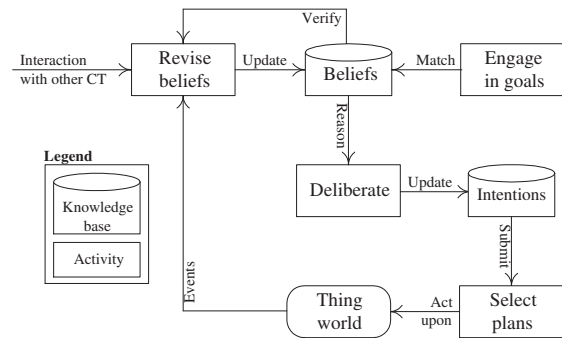 Verify
Interaction
with other CT
Revise
beliefs
Update
Beliefs
Match
Engage
in goals
Reason
Legend
Knowledge
base
Activity
Deliberate
Update
Intentions
Submit
Events
Thing
world
Act
upon
Select
plans